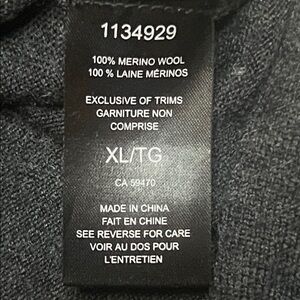 1134929
100% MERINO WOOL
100 % LAINE MÉRINOS
EXCLUSIVE OF TRIMS
GARNITURE NON
COMPRISE
XL/TG
CA 59470
MADE IN CHINA
FAIT EN CHINE
SEE REVERSE FOR CARE
VOIR AU DOS POUR
L'ENTRETIEN